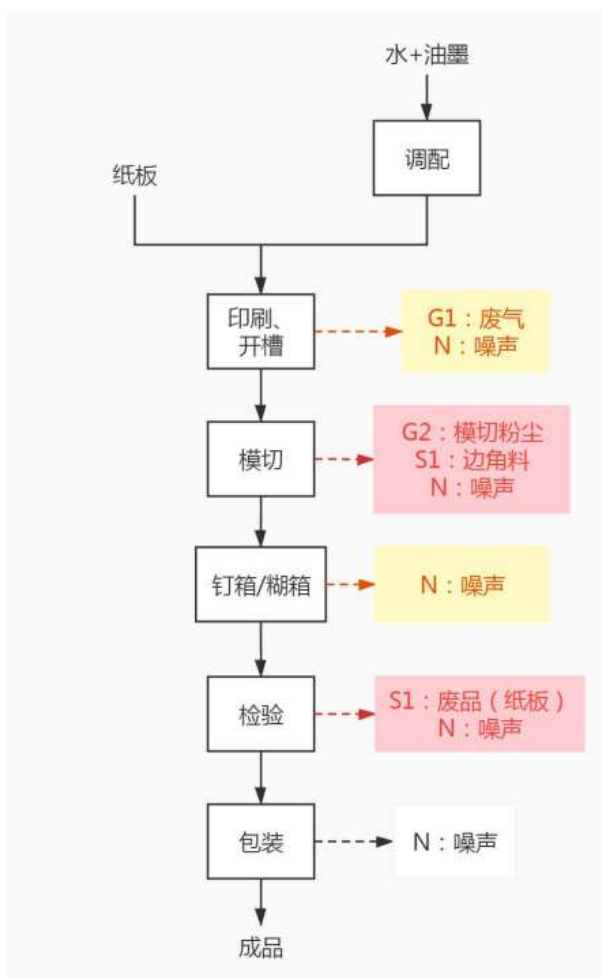 水+油墨
调配
纸板
印刷、
开槽
G1：废气
N：噪声
模切
G2：模切粉尘
S1：边角料
N：噪声
钉箱/糊箱
N：噪声
检验
S1：废品（纸板）
N：噪声
包装
N：噪声
成品